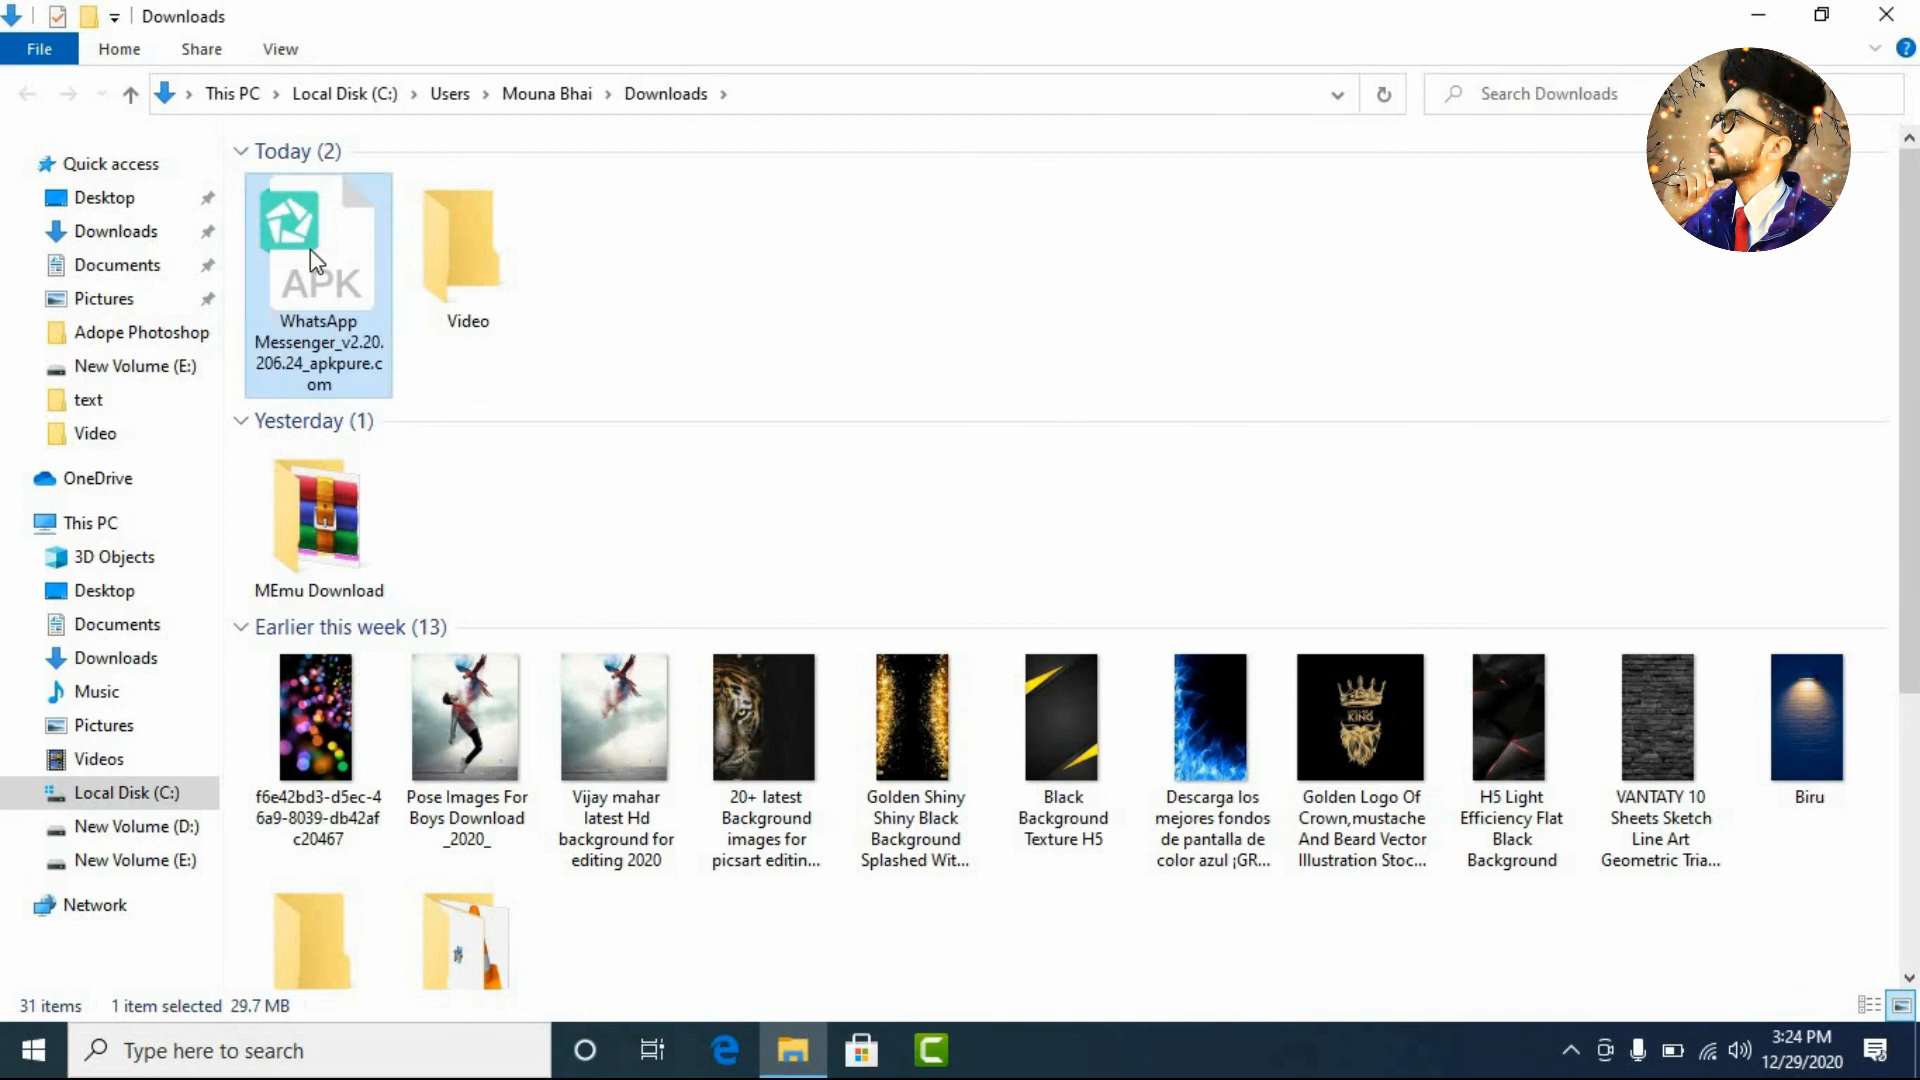 Downloads
File
Home
Share
View
This PC
Local Disk (C:)
Users
Mouna Bhai
Downloads
Search Downloads
Quick access
Desktop
Downloads
Documents
Pictures
Adope Photoshop
New Volume (E:)
text
Video
OneDrive
This PC
3D Objects
Desktop
Documents
Downloads
Music
Pictures
Videos
Local Disk (C:)
New Volume (D:)
New Volume (E:)
Network
Today (2)
APK
WhatsApp
Messenger_v2.20.
206.24_apkpure.c
om
Video
Yesterday (1)
MEmu Download
Earlier this week (13)
f6e42bd3-d5ec-4
6a9-8039-db42af
c20467
Pose Images For
Boys Download
_2020_
Vijay mahar
latest Hd
background for
editing 2020
20+ latest
Background
images for
picsart editin...
Golden Shiny
Shiny Black
Background
Splashed Wit...
Black
Background
Texture H5
Descarga los
mejores fondos
de pantalla de
color azul ¡GR...
KING
Golden Logo Of
Crown,mustache
And Beard Vector
Illustration Stoc...
H5 Light
Efficiency Flat
Black
Background
VANTATY 10
Sheets Sketch
Line Art
Geometric Tria...
Biru
31 items
1 item selected 29.7 MB
Type here to search
3:24 PM
12/29/2020